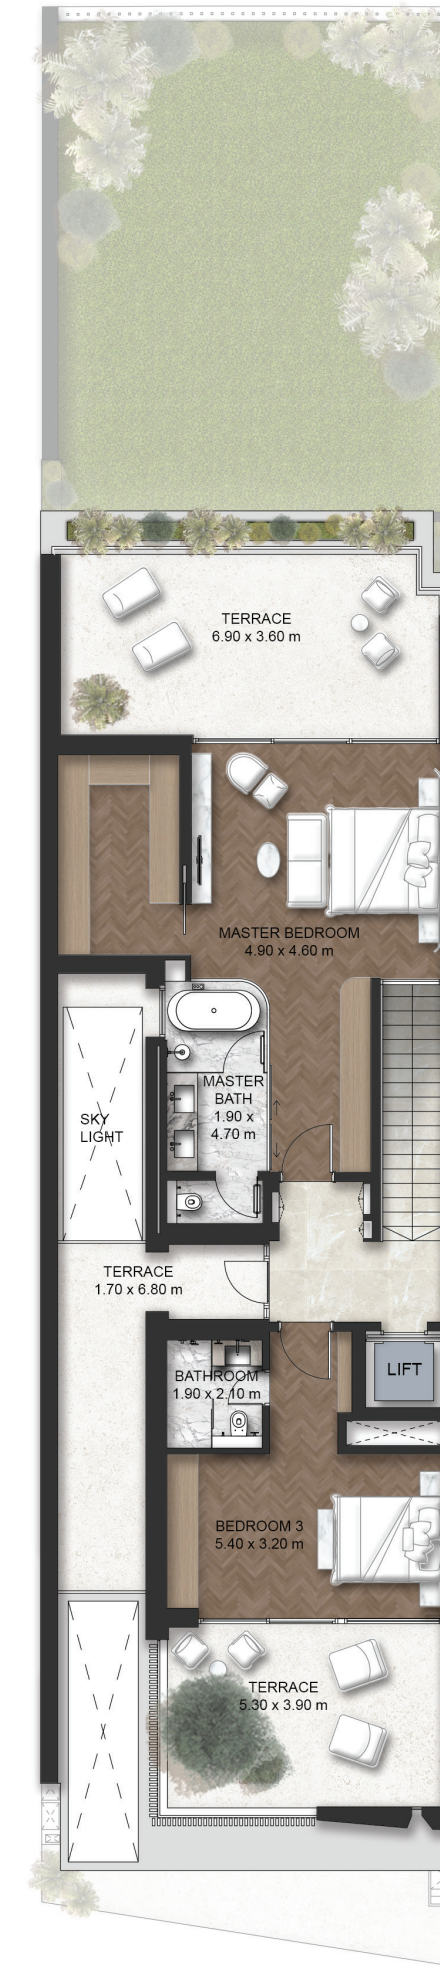 TERRACE
6.90 x 3.60 m
MASTER BEDROOM
4.90 x 4.60 m
MASTER
BATH
1.90 x
4.70 m
SKY
LIGHT
TERRACE
1.70 x 6.80 m
LIFT
BATHROOM
1.90 x 2.10 m
BEDROOM 3
5.40 x 3.20 m
TERRACE
5.30 x 3.90 m